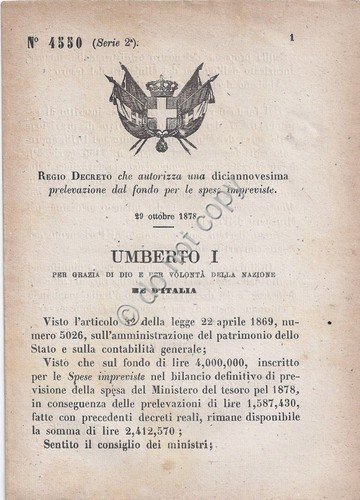 N° 4550 (Serie 2ª).
1
REGIO DECRETO che autorizza una diciannovesima
prelevazione dal fondo per le spese impreviste.
29 ottobre 1878
UMBERTO I
PER GRAZIA DI DIO E PER VOLONTÀ DELLA NAZIONE
RE D'ITALIA
Visto l'articolo 32 della legge 22 aprile 1869, nu-
mero 5026, sull'amministrazione del patrimonio dello
Stato e sulla contabilità generale;
Visto che sul fondo di lire 4,000,000, inscritto
per le Spese impreviste nel bilancio definitivo di pre-
visione della spesa del Ministero del tesoro pel 1878,
in conseguenza delle prelevazioni di lire 1,587,430,
fatte con precedenti decreti reali, rimane disponibile
la somma di lire 2,412,570;
Sentito il consiglio dei ministri;
do not copy